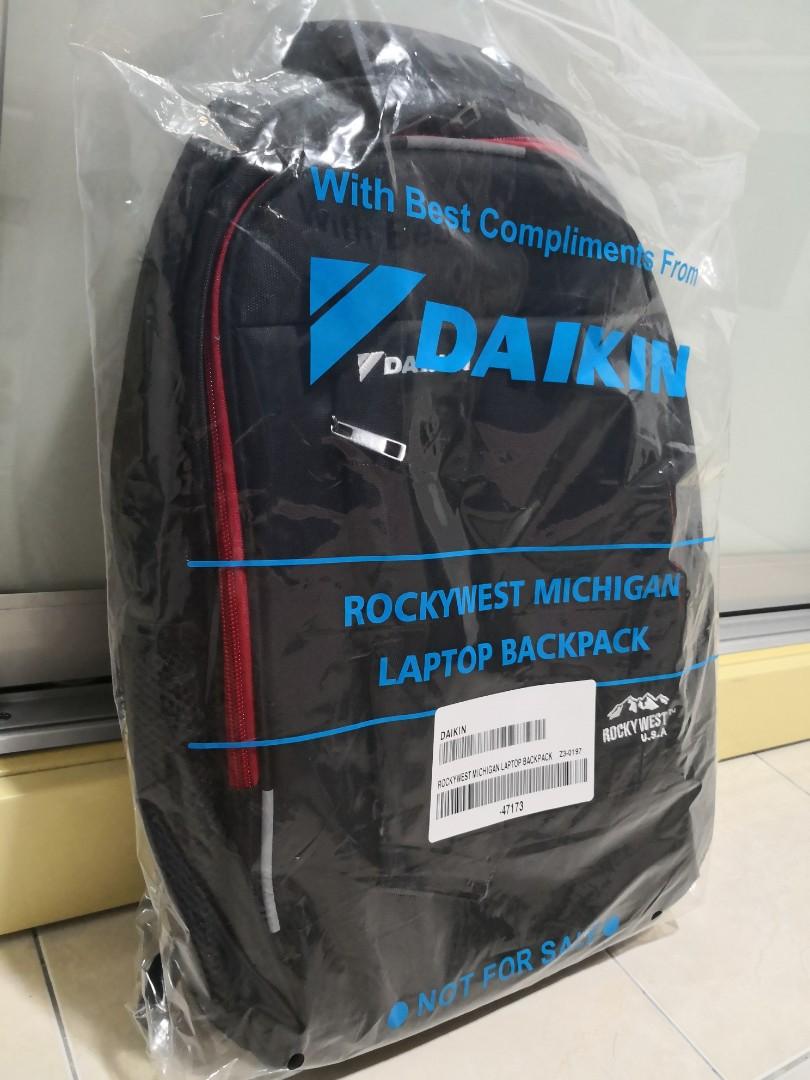 With Best Compliments From
DAIKIN
ROCKYWEST MICHIGAN
LAPTOP BACKPACK
ROCKYWEST
U.S.A
DAIKIN
ROCKYWEST MICHIGAN LAPTOP BACKPACK Z3-0197
-47173
NOT FOR SALE